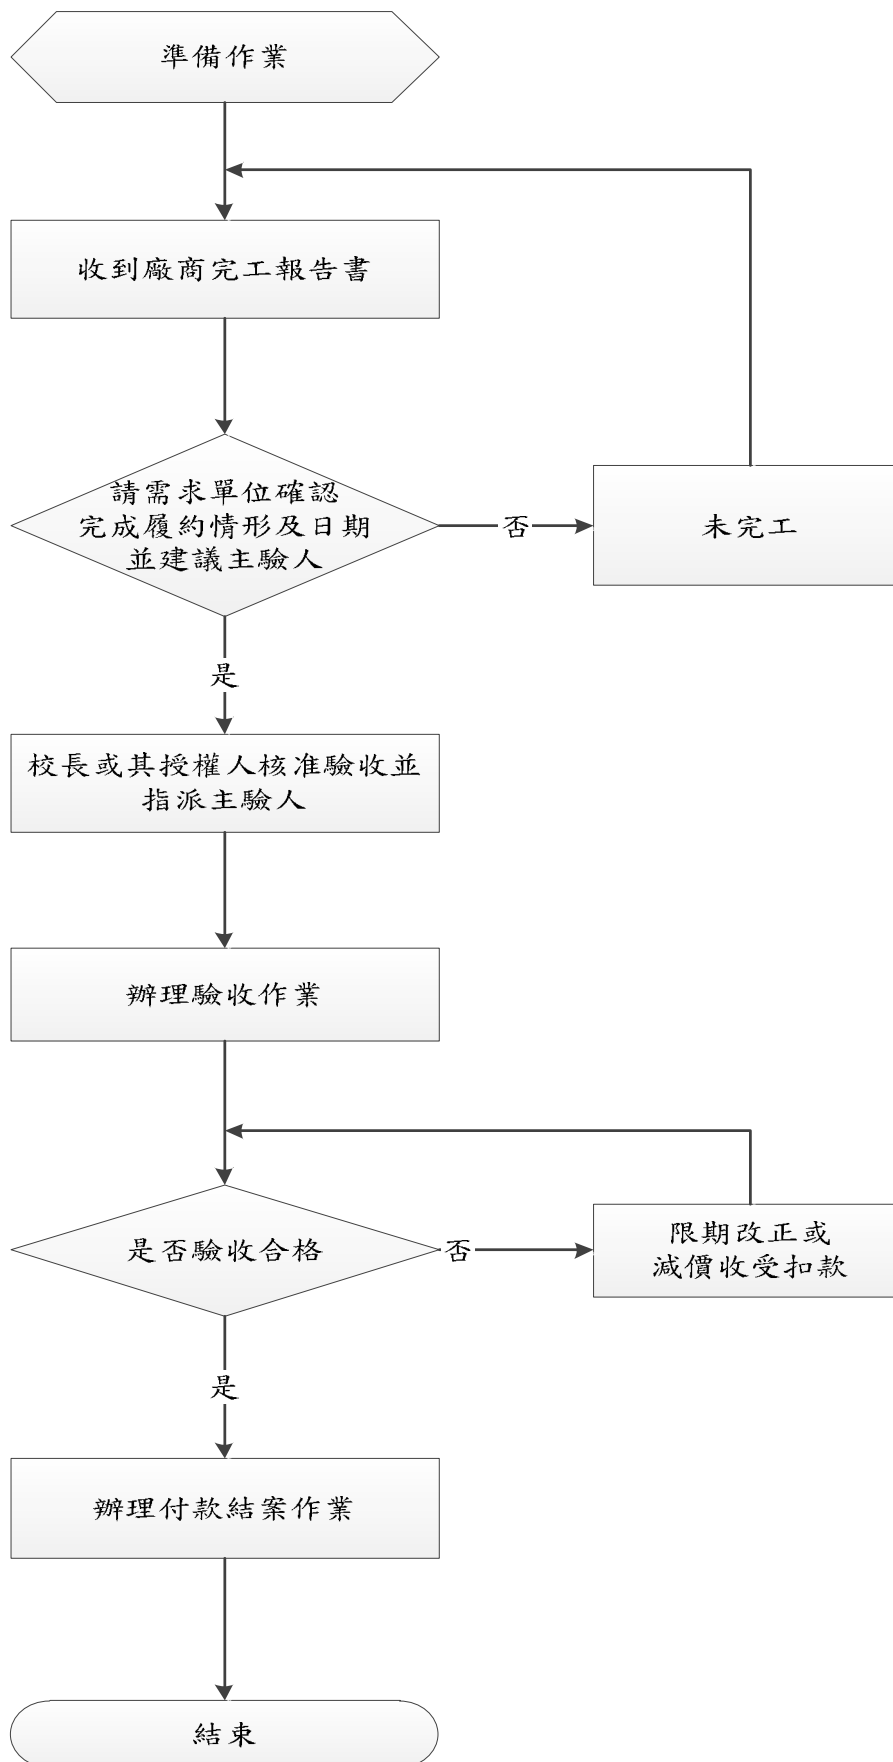 準備作業
收到廠商完工報告書
請需求單位確認
完成履約情形及日期
並建議主驗人
否
未完工
是
校長或其授權人核准驗收並
指派主驗人
辦理驗收作業
是否驗收合格
否
限期改正或
減價收受扣款
是
辦理付款結案作業
結束